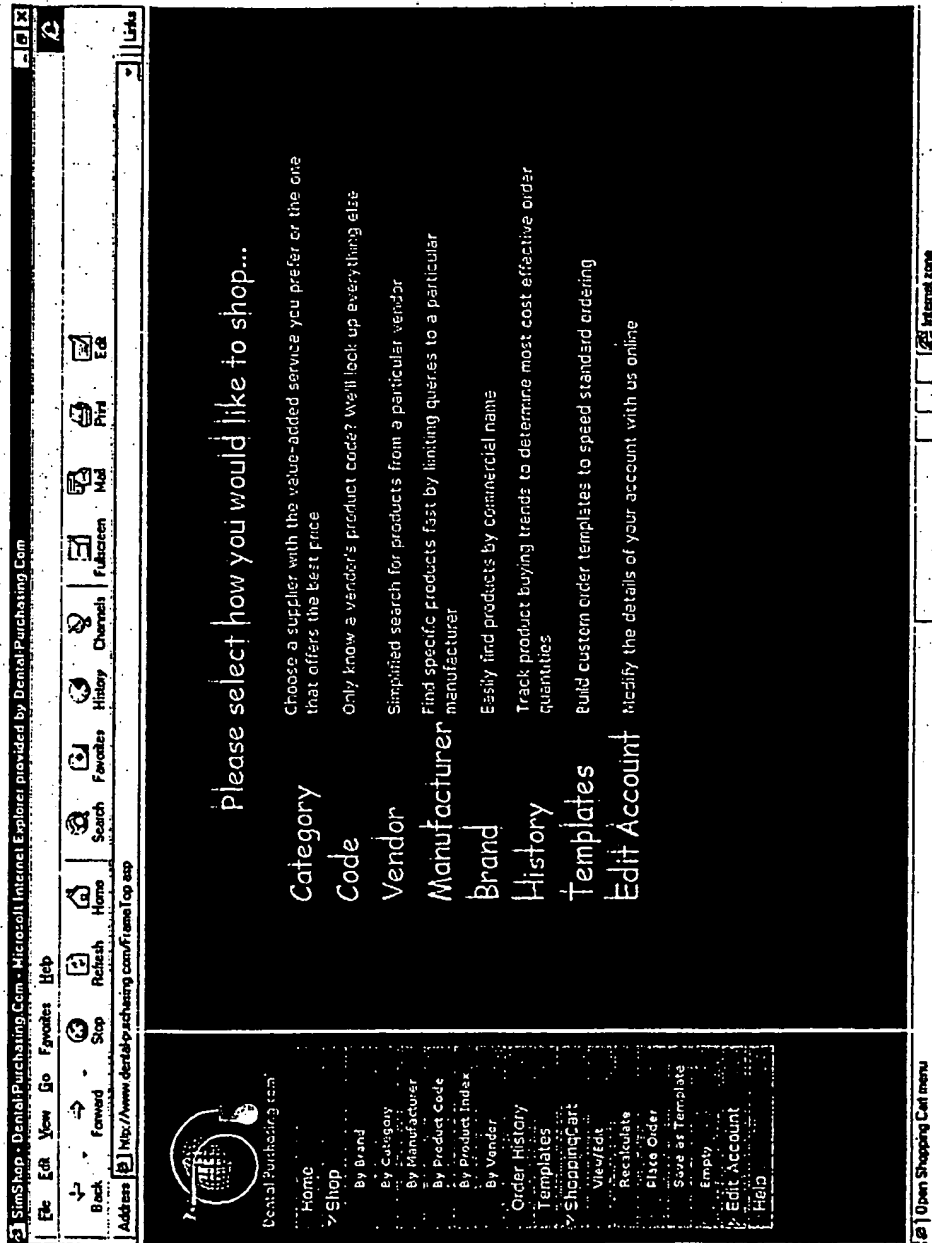 SimShop - Dental-Purchasing.Com - Microsoft Internet Explorer provided by Dental-Purchasing.Com
File Edit View Go Favorites Help
Back Forward Stop Refresh Home Search Favorites History Channels Fullscreen Mail Print Edit
Address http://www.dental-purchasing.com/FrameTop.asp Links
Dental-Purchasing.com
Home
Shop
By Brand
By Category
By Manufacturer
By Product Code
By Product Index
By Vendor
Order History
Templates
ShoppingCart
View/Edit
Recalculate
Place Order
Save as Template
Empty
Edit Account
Help
Please select how you would like to shop...
Category Choose a supplier with the value-added service you prefer or the one
that offers the best price
Code Only know a vendor's product code? We'll look up everything else
Vendor Simplified search for products from a particular vendor
Manufacturer Find specific products fast by limiting queries to a particular
manufacturer
Brand Easily find products by commercial name
History Track product buying trends to determine most cost effective order
quantities
Templates Build custom order templates to speed standard ordering
Edit Account Modify the details of your account with us online
Open Shopping Cart menu Internet zone